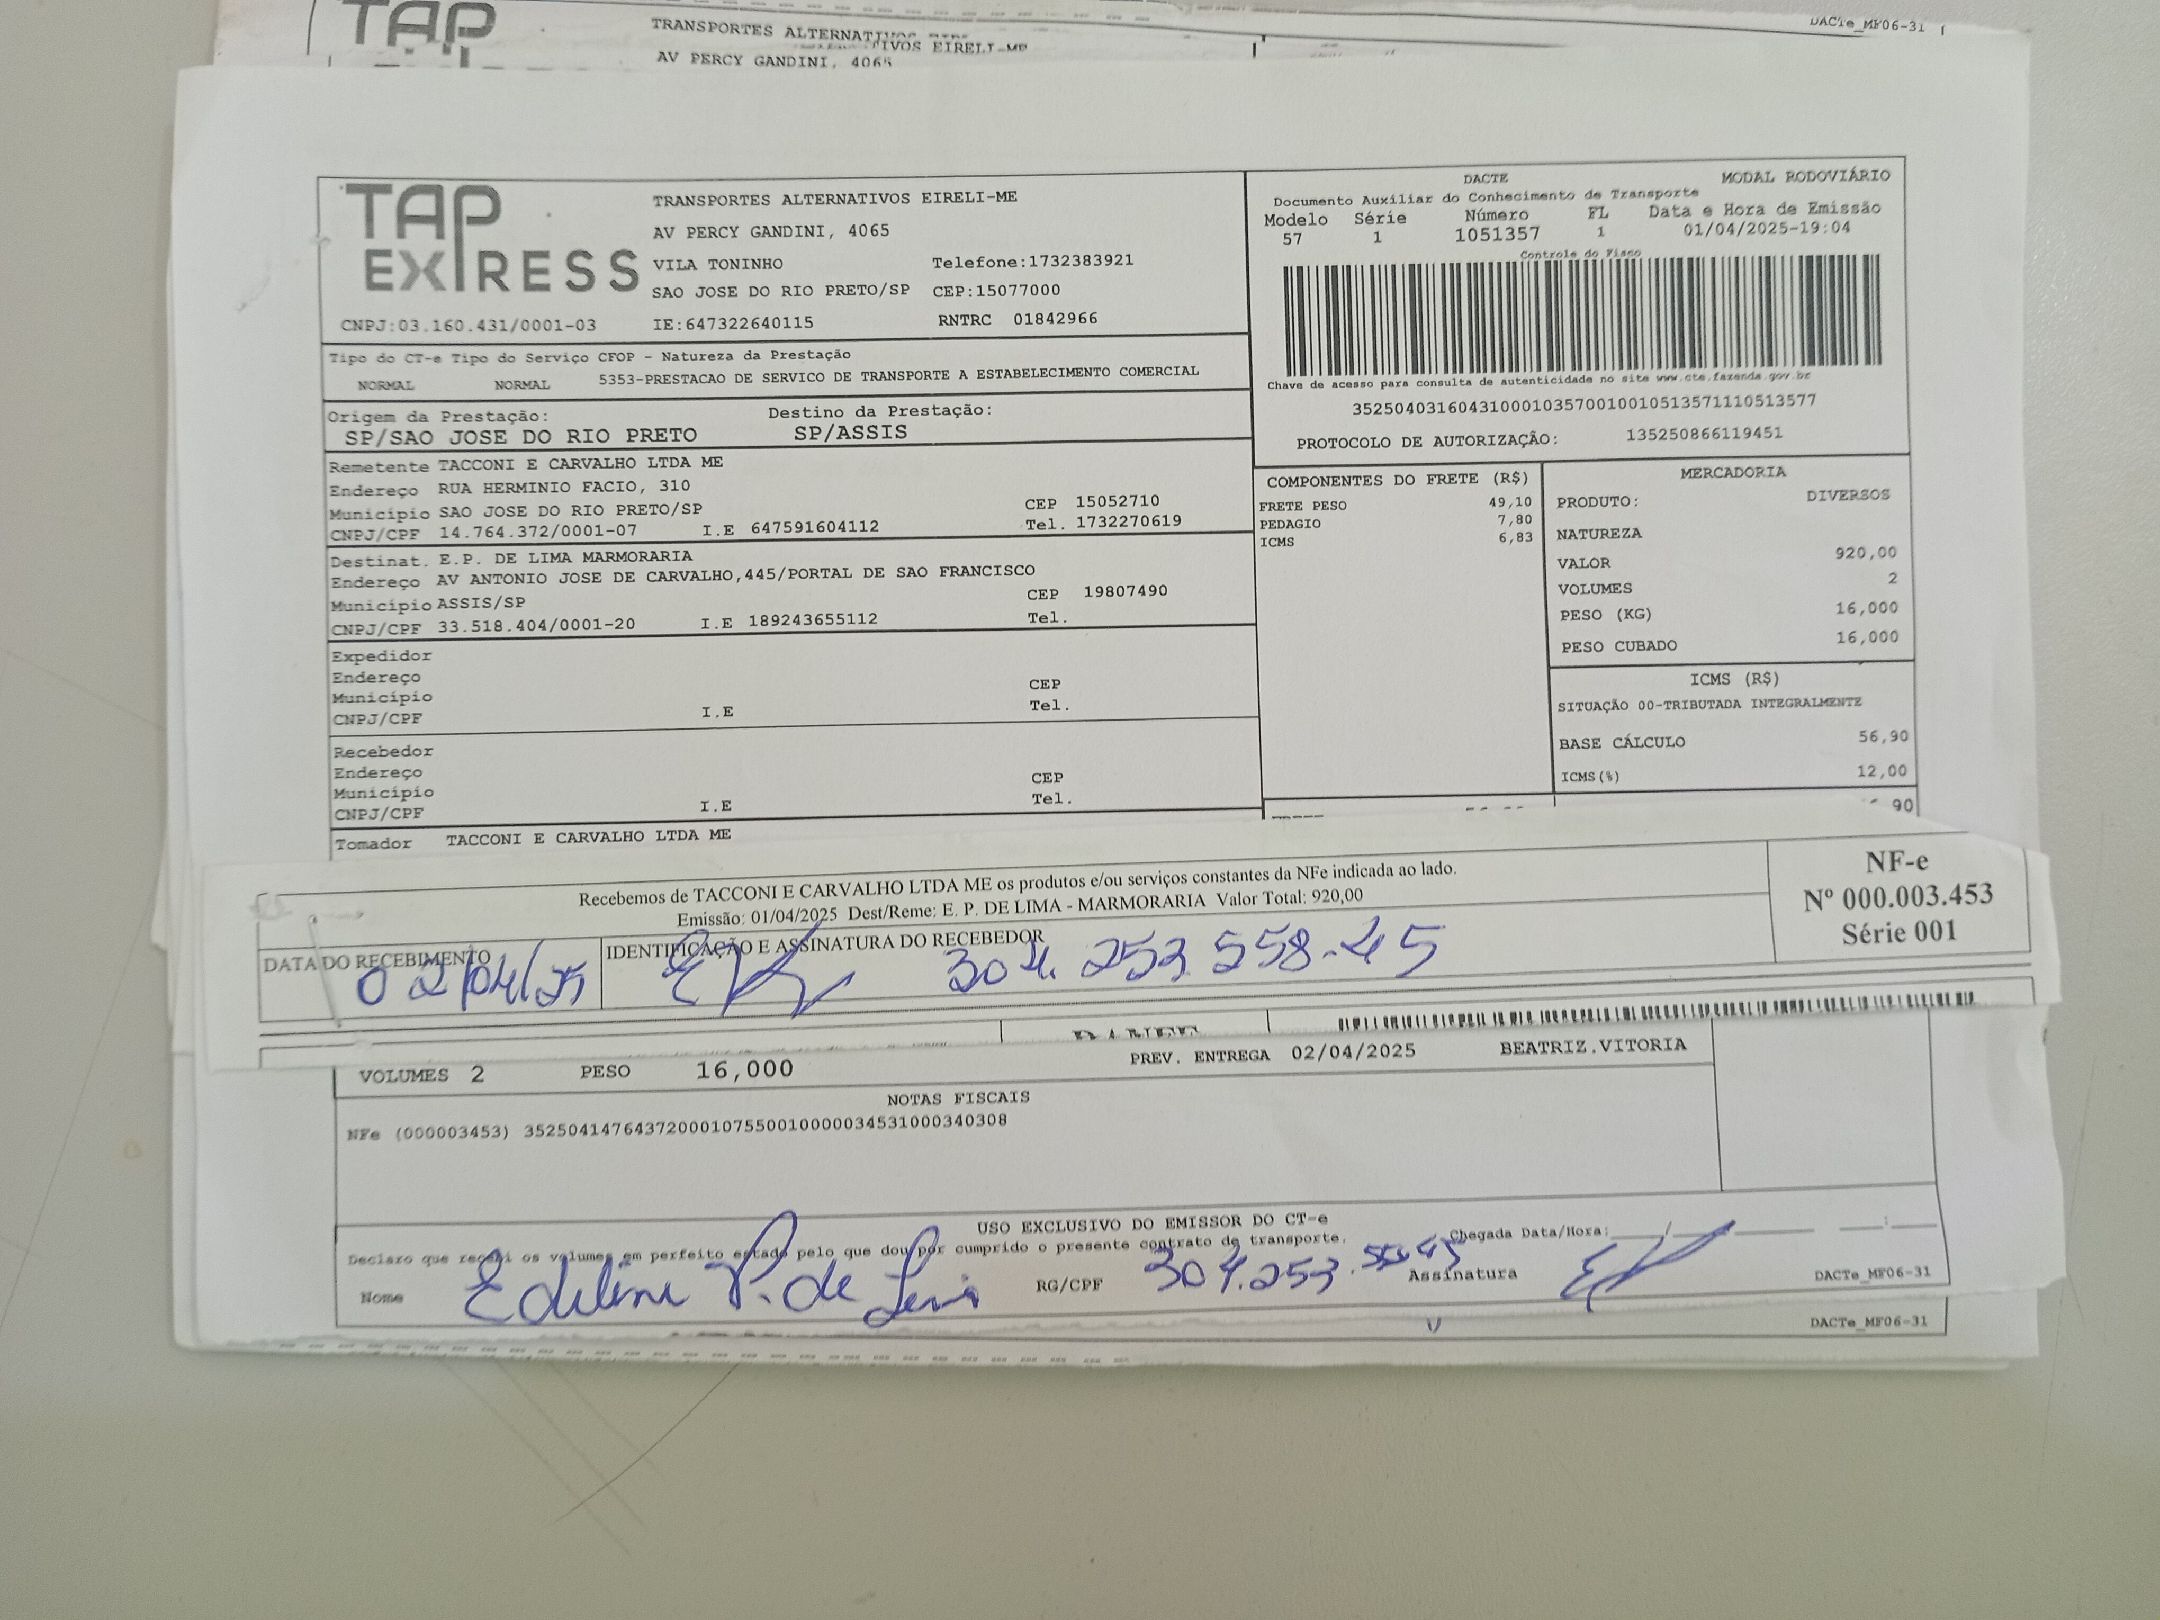 TAP
TRANSPORTES ALTERNATIVOS
TIVOS EIRELI-ME
AV PERCY GANDINI, 4065
DACTe_MF06-31
TAP EXPRESS
TRANSPORTES ALTERNATIVOS EIRELI-ME
AV PERCY GANDINI, 4065
VILA TONINHO Telefone:1732383921
SAO JOSE DO RIO PRETO/SP CEP:15077000
CNPJ:03.160.431/0001-03 IE:647322640115 RNTRC 01842966
DACTE MODAL RODOVIÁRIO
Documento Auxiliar do Conhecimento de Transporte
Modelo Série Número FL Data e Hora de Emissão
57 1 1051357 1 01/04/2025-19:04
Controle do Fisco
Chave de acesso para consulta de autenticidade no site www.cte.fazenda.gov.br
35250403160431000103570010010513571110513577
PROTOCOLO DE AUTORIZAÇÃO: 135250866119451
Tipo do CT-e Tipo do Serviço CFOP - Natureza da Prestação
NORMAL NORMAL 5353-PRESTACAO DE SERVICO DE TRANSPORTE A ESTABELECIMENTO COMERCIAL
Origem da Prestação: Destino da Prestação:
SP/SAO JOSE DO RIO PRETO SP/ASSIS
Remetente TACCONI E CARVALHO LTDA ME
Endereço RUA HERMINIO FACIO, 310
Município SAO JOSE DO RIO PRETO/SP CEP 15052710
CNPJ/CPF 14.764.372/0001-07 I.E 647591604112 Tel. 1732270619
Destinat. E.P. DE LIMA MARMORARIA
Endereço AV ANTONIO JOSE DE CARVALHO,445/PORTAL DE SAO FRANCISCO
Município ASSIS/SP CEP 19807490
CNPJ/CPF 33.518.404/0001-20 I.E 189243655112 Tel.
Expedidor
Endereço
Município CEP
CNPJ/CPF I.E Tel.
Recebedor
Endereço
Município CEP
CNPJ/CPF I.E Tel.
Tomador TACCONI E CARVALHO LTDA ME
COMPONENTES DO FRETE (R$)
FRETE PESO 49,10
PEDAGIO 7,80
ICMS 6,83
MERCADORIA
PRODUTO: DIVERSOS
NATUREZA
VALOR 920,00
VOLUMES 2
PESO (KG) 16,000
PESO CUBADO 16,000
ICMS (R$)
SITUAÇÃO 00-TRIBUTADA INTEGRALMENTE
BASE CÁLCULO 56,90
ICMS(%) 12,00
90
Recebemos de TACCONI E CARVALHO LTDA ME os produtos e/ou serviços constantes da NFe indicada ao lado.
Emissão: 01/04/2025 Dest/Reme: E. P. DE LIMA - MARMORARIA Valor Total: 920,00
NF-e
Nº 000.003.453
Série 001
DATA DO RECEBIMENTO IDENTIFICAÇÃO E ASSINATURA DO RECEBEDOR
02/04/25 304.253.558-45
VOLUMES 2 PESO 16,000 PREV. ENTREGA 02/04/2025 BEATRIZ.VITORIA
NOTAS FISCAIS
NFe (000003453) 35250414764372000107550010000034531000340308
USO EXCLUSIVO DO EMISSOR DO CT-e
Declaro que recebi os volumes em perfeito estado pelo que dou por cumprido o presente contrato de transporte. Chegada Data/Hora:___/___/___ ___:___
Nome P. de Lima RG/CPF 304.253. Assinatura DACTe_MF06-31
DACTe_MF06-31